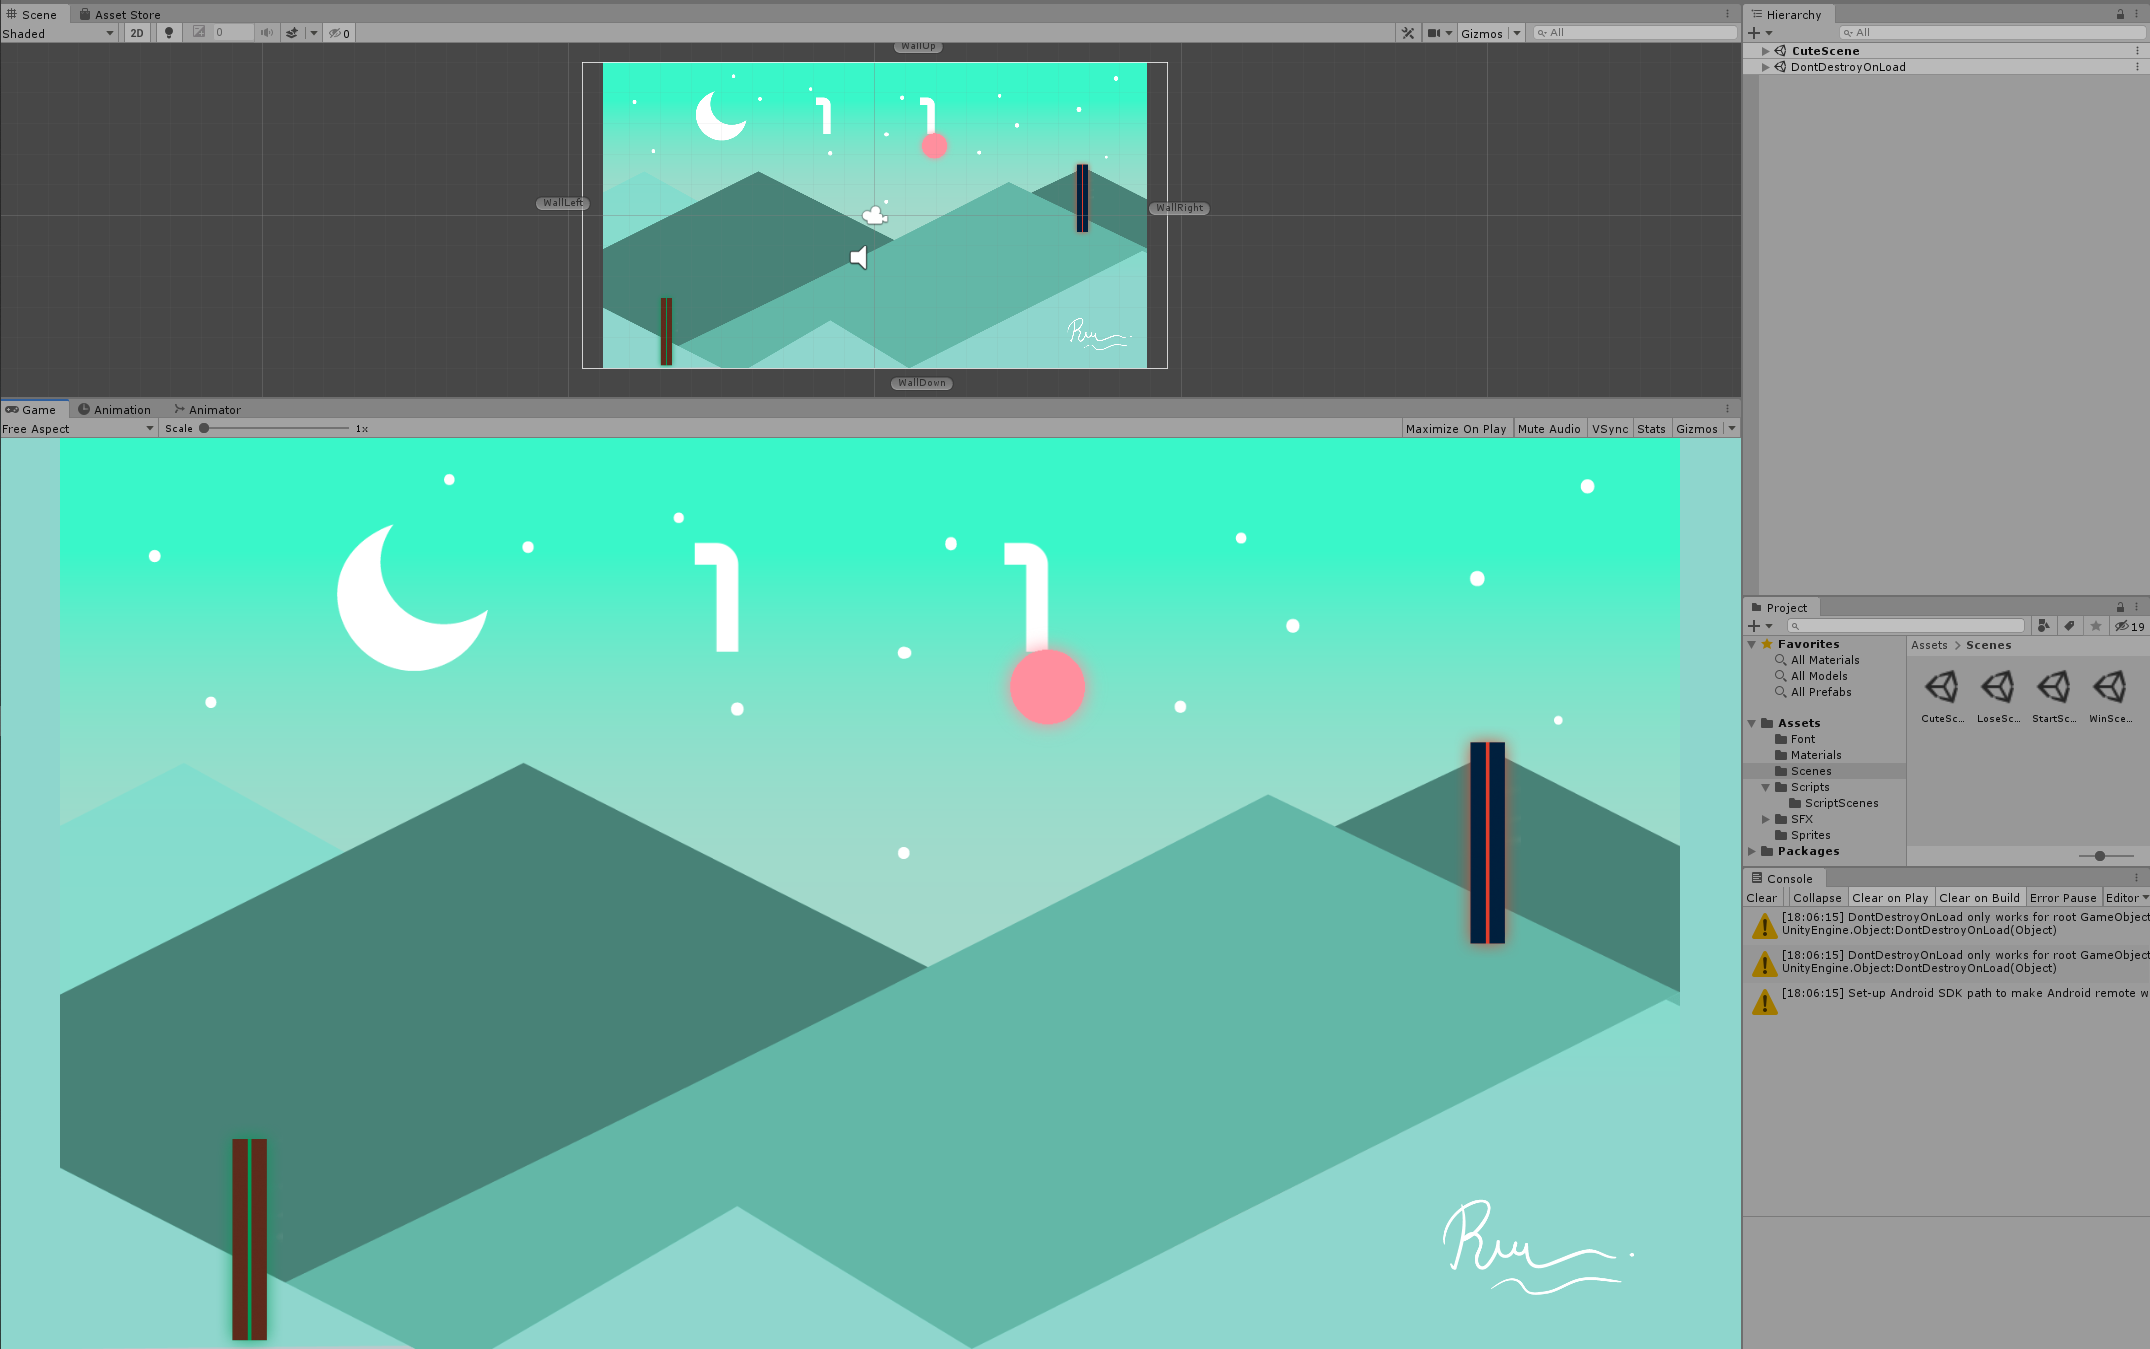 Scene Asset Store
Shaded 2D 0 0 Gizmos All
WallUp
1 1
WallLeft WallRight
WallDown
Game Animation Animator
Free Aspect Scale 1x Maximize On Play Mute Audio VSync Stats Gizmos
1 1
Hierarchy
All
CuteScene
DontDestroyOnLoad
Project
19
Favorites
All Materials
All Models
All Prefabs
Assets
Font
Materials
Scenes
Scripts
ScriptScenes
SFX
Sprites
Packages
Assets > Scenes
CuteSc... LoseSc... StartSc... WinSce...
Console
Clear Collapse Clear on Play Clear on Build Error Pause Editor
[18:06:15] DontDestroyOnLoad only works for root GameObject
UnityEngine.Object:DontDestroyOnLoad(Object)
[18:06:15] DontDestroyOnLoad only works for root GameObject
UnityEngine.Object:DontDestroyOnLoad(Object)
[18:06:15] Set-up Android SDK path to make Android remote w